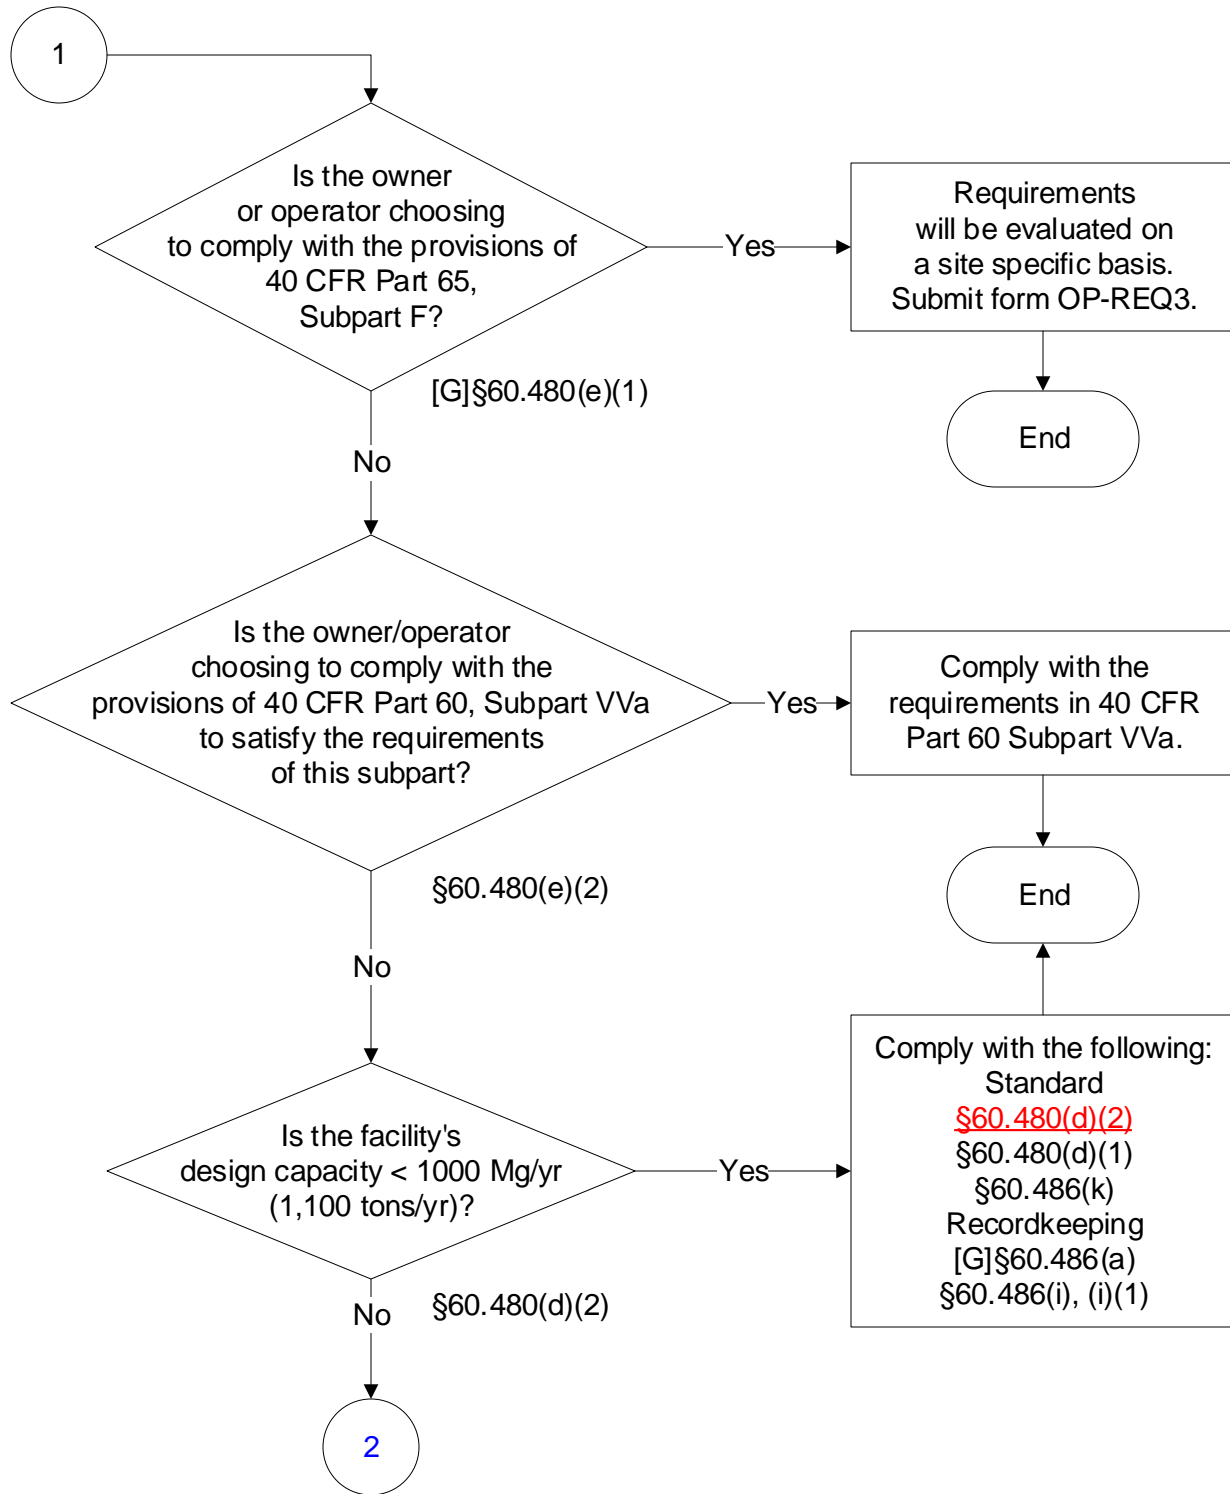 1
Is the owner
or operator choosing
to comply with the provisions of
40 CFR Part 65,
Subpart F?
Yes
Requirements
will be evaluated on
a site specific basis.
Submit form OP-REQ3.
[G]§60.480(e)(1)
End
No
Is the owner/operator
choosing to comply with the
provisions of 40 CFR Part 60, Subpart VVa
to satisfy the requirements
of this subpart?
Yes
Comply with the
requirements in 40 CFR
Part 60 Subpart VVa.
§60.480(e)(2)
End
No
Is the facility's
design capacity < 1000 Mg/yr
(1,100 tons/yr)?
Yes
Comply with the following:
Standard
§60.480(d)(2)
§60.480(d)(1)
§60.486(k)
Recordkeeping
[G]§60.486(a)
§60.486(i), (i)(1)
§60.480(d)(2)
No
2